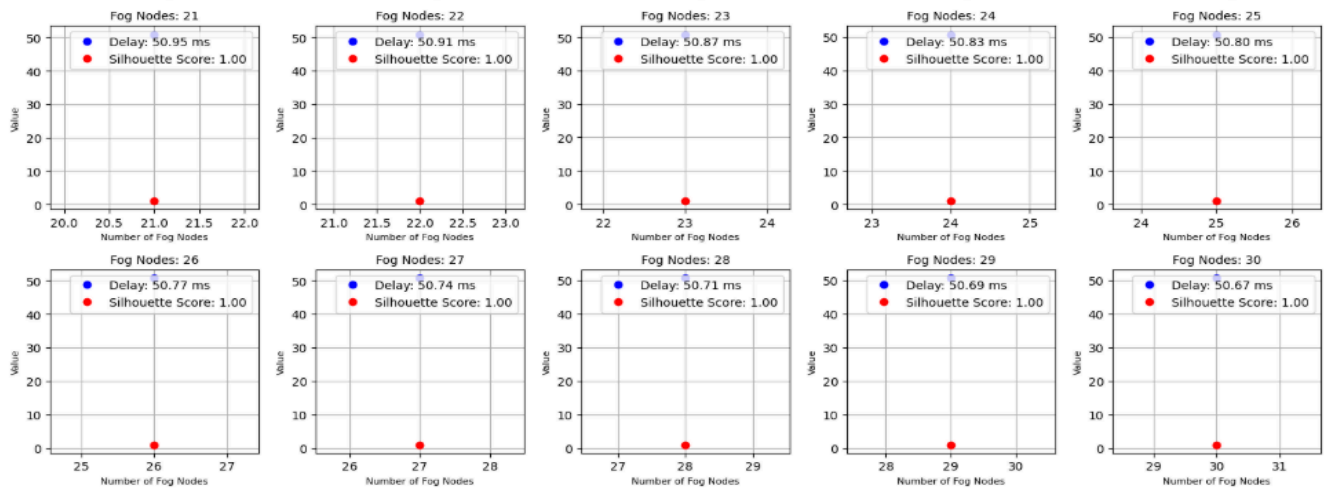 Fog Nodes: 21
50
40
30
20
10
0
Value
Delay: 50.95 ms
Silhouette Score: 1.00
20.0 20.5 21.0 21.5 22.0
Number of Fog Nodes
Fog Nodes: 22
50
40
30
20
10
0
Value
Delay: 50.91 ms
Silhouette Score: 1.00
21.0 21.5 22.0 22.5 23.0
Number of Fog Nodes
Fog Nodes: 23
50
40
30
20
10
0
Value
Delay: 50.87 ms
Silhouette Score: 1.00
22 23 24
Number of Fog Nodes
Fog Nodes: 24
50
40
30
20
10
0
Value
Delay: 50.83 ms
Silhouette Score: 1.00
23 24 25
Number of Fog Nodes
Fog Nodes: 25
50
40
30
20
10
0
Value
Delay: 50.80 ms
Silhouette Score: 1.00
24 25 26
Number of Fog Nodes
Fog Nodes: 26
50
40
30
20
10
0
Value
Delay: 50.77 ms
Silhouette Score: 1.00
25 26 27
Number of Fog Nodes
Fog Nodes: 27
50
40
30
20
10
0
Value
Delay: 50.74 ms
Silhouette Score: 1.00
26 27 28
Number of Fog Nodes
Fog Nodes: 28
50
40
30
20
10
0
Value
Delay: 50.71 ms
Silhouette Score: 1.00
27 28 29
Number of Fog Nodes
Fog Nodes: 29
50
40
30
20
10
0
Value
Delay: 50.69 ms
Silhouette Score: 1.00
28 29 30
Number of Fog Nodes
Fog Nodes: 30
50
40
30
20
10
0
Value
Delay: 50.67 ms
Silhouette Score: 1.00
29 30 31
Number of Fog Nodes